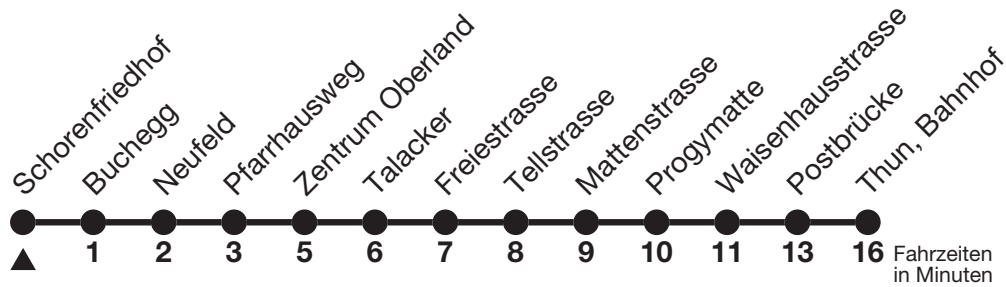 Schorenfriedhof
Buchegg
Neufeld
Pfarrhausweg
Zentrum Oberland
Talacker
Freiestrasse
Tellstrasse
Mattenstrasse
Progymatte
Waisenhausstrasse
Postbrücke
Thun, Bahnhof
1 2 3 5 6 7 8 9 10 11 13 16 Fahrzeiten
in Minuten